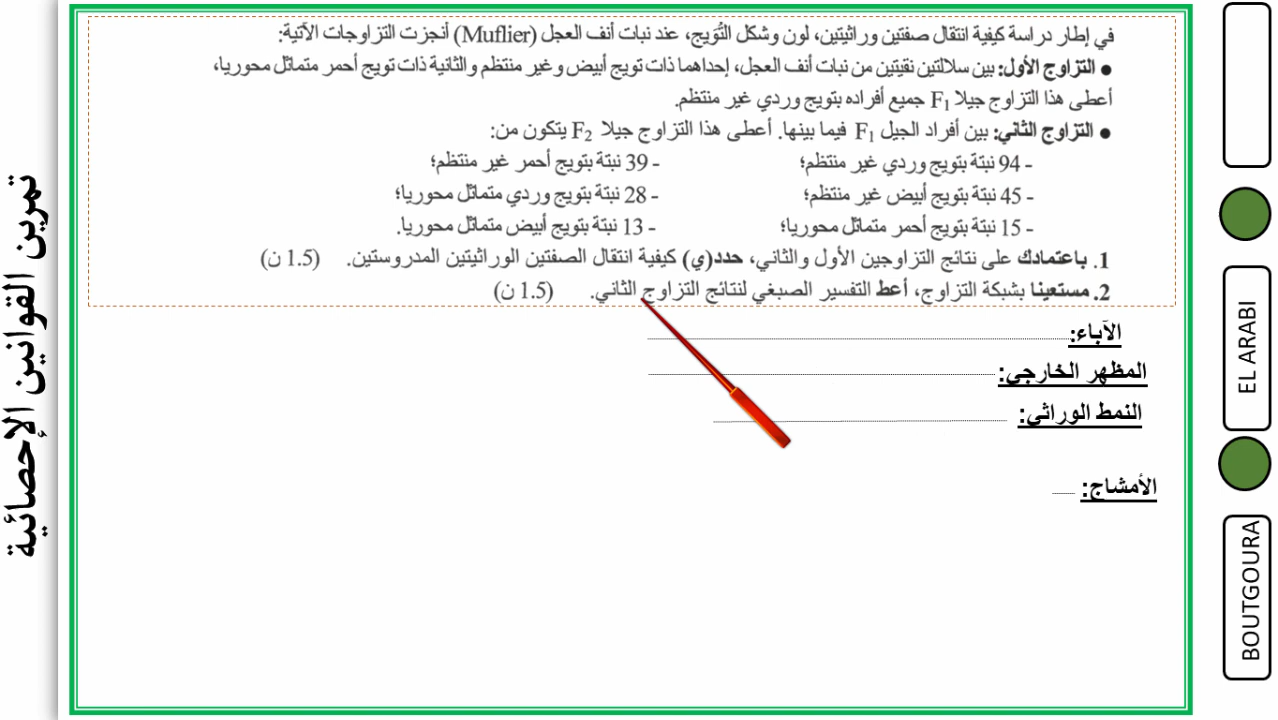 في إطار دراسة كيفية انتقال صفتين وراثيتين، لون وشكل التُويج، عند نبات أنف العجل (Muflier) أنجزت التزاوجات الآتية:
● التزاوج الأول: بين سلالتين نقيتين من نبات أنف العجل، إحداهما ذات تويج أبيض وغير منتظم والثانية ذات تويج أحمر متماثل محوريا،
أعطى هذا التزاوج جيلا F₁ جميع أفراده بتويج وردي غير منتظم.
● التزاوج الثاني: بين أفراد الجيل F₁ فيما بينها. أعطى هذا التزاوج جيلا F₂ يتكون من:
- 94 نبتة بتويج وردي غير منتظم؛ - 39 نبتة بتويج أحمر غير منتظم؛
- 45 نبتة بتويج أبيض غير منتظم؛ - 28 نبتة بتويج وردي متماثل محوريا؛
- 15 نبتة بتويج أحمر متماثل محوريا؛ - 13 نبتة بتويج أبيض متماثل محوريا.
1. باعتمادك على نتائج التزاوجين الأول والثاني، حدد(ي) كيفية انتقال الصفتين الوراثيتين المدروستين. (1.5 ن)
2. مستعينا بشبكة التزاوج، أعط التفسير الصبغي لنتائج التزاوج الثاني. (1.5 ن)
الآباء:
المظهر الخارجي:
النمط الوراثي:
الأمشاج:
تمرين القوانين الإحصائية
EL ARABI
BOUTGOURA